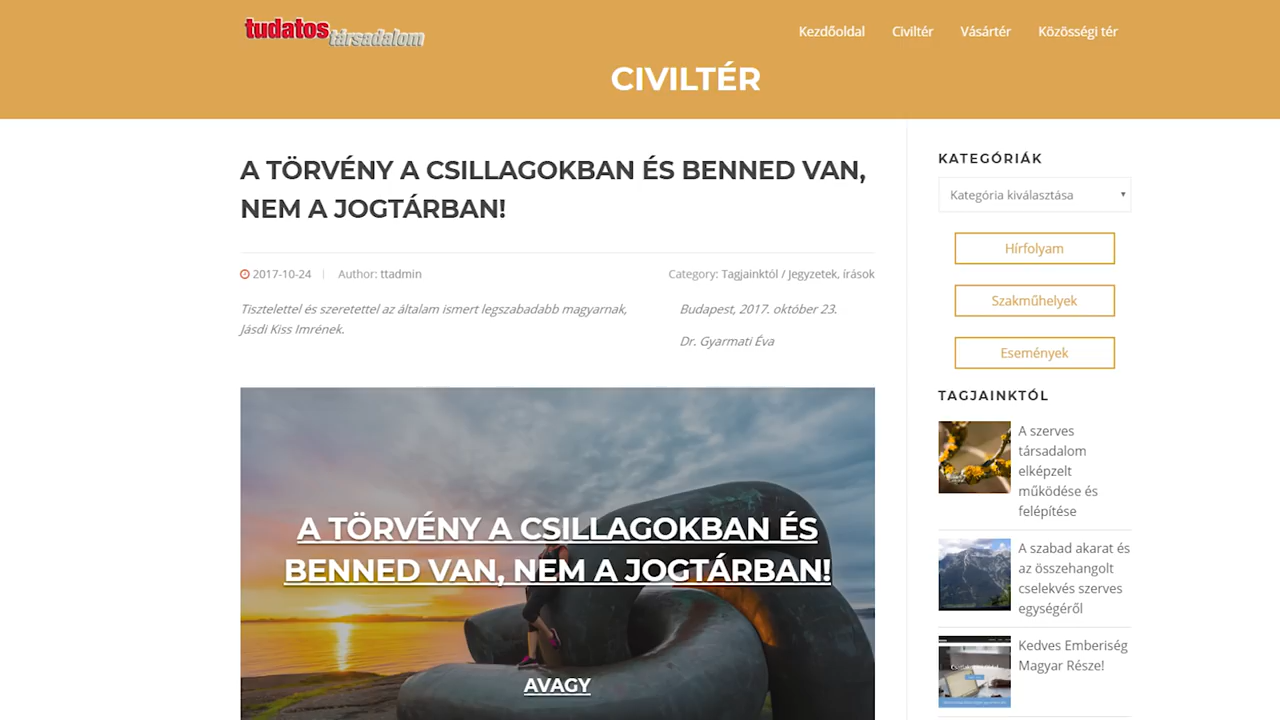 tudatos társadalom
Kezdőoldal Civiltér Vásártér Közösségi tér
CIVILTÉR
A TÖRVÉNY A CSILLAGOKBAN ÉS BENNED VAN,
NEM A JOGTÁRBAN!
2017-10-24 Author: ttadmin Category: Tagjainktól / Jegyzetek, írások
Tisztelettel és szeretettel az általam ismert legszabadabb magyarnak,
Jásdi Kiss Imrének.
Budapest, 2017. október 23.
Dr. Gyarmati Éva
A TÖRVÉNY A CSILLAGOKBAN ÉS
BENNED VAN, NEM A JOGTÁRBAN!
AVAGY
KATEGÓRIÁK
Kategória kiválasztása
Hírfolyam
Szakműhelyek
Események
TAGJAINKTÓL
A szerves
társadalom
elképzelt
működése és
felépítése
A szabad akarat és
az összehangolt
cselekvés szerves
egységéről
Kedves Emberiség
Magyar Része!